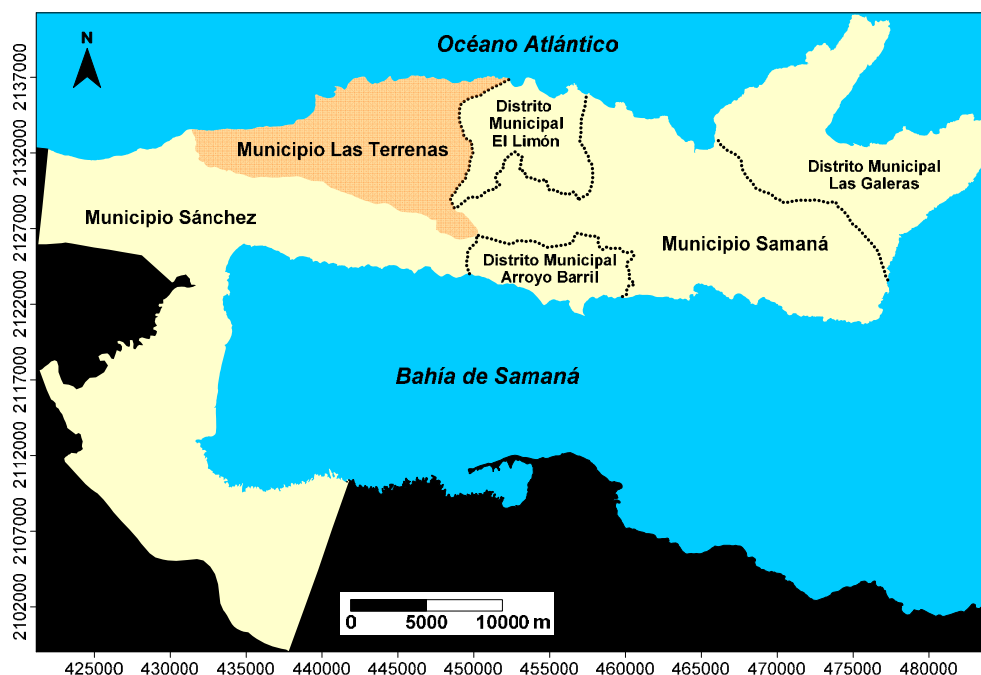 Océano Atlántico
N
Distrito
Municipal
El Limón
Municipio Las Terrenas
Distrito Municipal
Las Galeras
Municipio Sánchez
Municipio Samaná
Distrito Municipal
Arroyo Barril
Bahía de Samaná
0 5000 10000 m
2137000
2132000
2127000
2122000
2117000
2112000
2107000
2102000
425000 430000 435000 440000 445000 450000 455000 460000 465000 470000 475000 480000